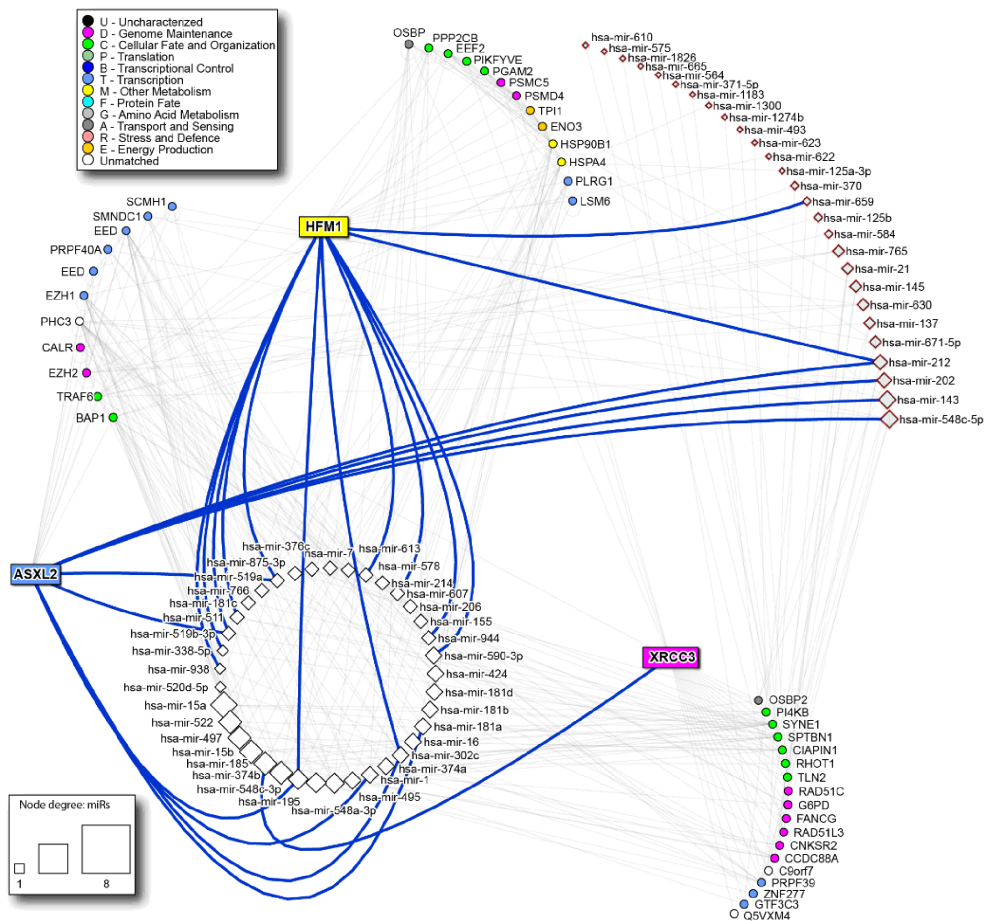 U - Uncharacterized
D - Genome Maintenance
C - Cellular Fate and Organization
P - Translation
B - Transcriptional Control
T - Transcription
M - Other Metabolism
F - Protein Fate
G - Amino Acid Metabolism
A - Transport and Sensing
R - Stress and Defence
E - Energy Production
Unmatched
OSBP
PPP2CB
EEF2
PIKFYVE
PGAM2
PSMC5
PSMD4
TPI1
ENO3
HSP90B1
HSPA4
PLRG1
LSM6
hsa-mir-610
hsa-mir-575
hsa-mir-1826
hsa-mir-665
hsa-mir-564
hsa-mir-371-5p
hsa-mir-1183
hsa-mir-1300
hsa-mir-1274b
hsa-mir-493
hsa-mir-623
hsa-mir-622
hsa-mir-125a-3p
hsa-mir-370
hsa-mir-659
hsa-mir-125b
hsa-mir-584
hsa-mir-765
hsa-mir-21
hsa-mir-145
hsa-mir-630
hsa-mir-137
hsa-mir-671-5p
hsa-mir-212
hsa-mir-202
hsa-mir-143
hsa-mir-548c-5p
SCMH1
SMNDC1
EED
PRPF40A
EED
EZH1
PHC3
CALR
EZH2
TRAF6
BAP1
HFM1
ASXL2
XRCC3
hsa-mir-376c
hsa-mir-7
hsa-mir-613
hsa-mir-875-3p
hsa-mir-578
hsa-mir-519a
hsa-mir-214
hsa-mir-766
hsa-mir-607
hsa-mir-181c
hsa-mir-206
hsa-mir-511
hsa-mir-155
hsa-mir-519b-3p
hsa-mir-944
hsa-mir-338-5p
hsa-mir-590-3p
hsa-mir-938
hsa-mir-424
hsa-mir-520d-5p
hsa-mir-181d
hsa-mir-15a
hsa-mir-181b
hsa-mir-522
hsa-mir-181a
hsa-mir-497
hsa-mir-16
hsa-mir-15b
hsa-mir-302c
hsa-mir-185
hsa-mir-374a
hsa-mir-374b
hsa-mir-1
hsa-mir-548c-3p
hsa-mir-495
hsa-mir-195
hsa-mir-548a-3p
OSBP2
PI4KB
SYNE1
SPTBN1
CIAPIN1
RHOT1
TLN2
RAD51C
G6PD
FANCG
RAD51L3
CNKSR2
CCDC88A
C9orf7
PRPF39
ZNF277
GTF3C3
Q5VXM4
Node degree: miRs
1 8